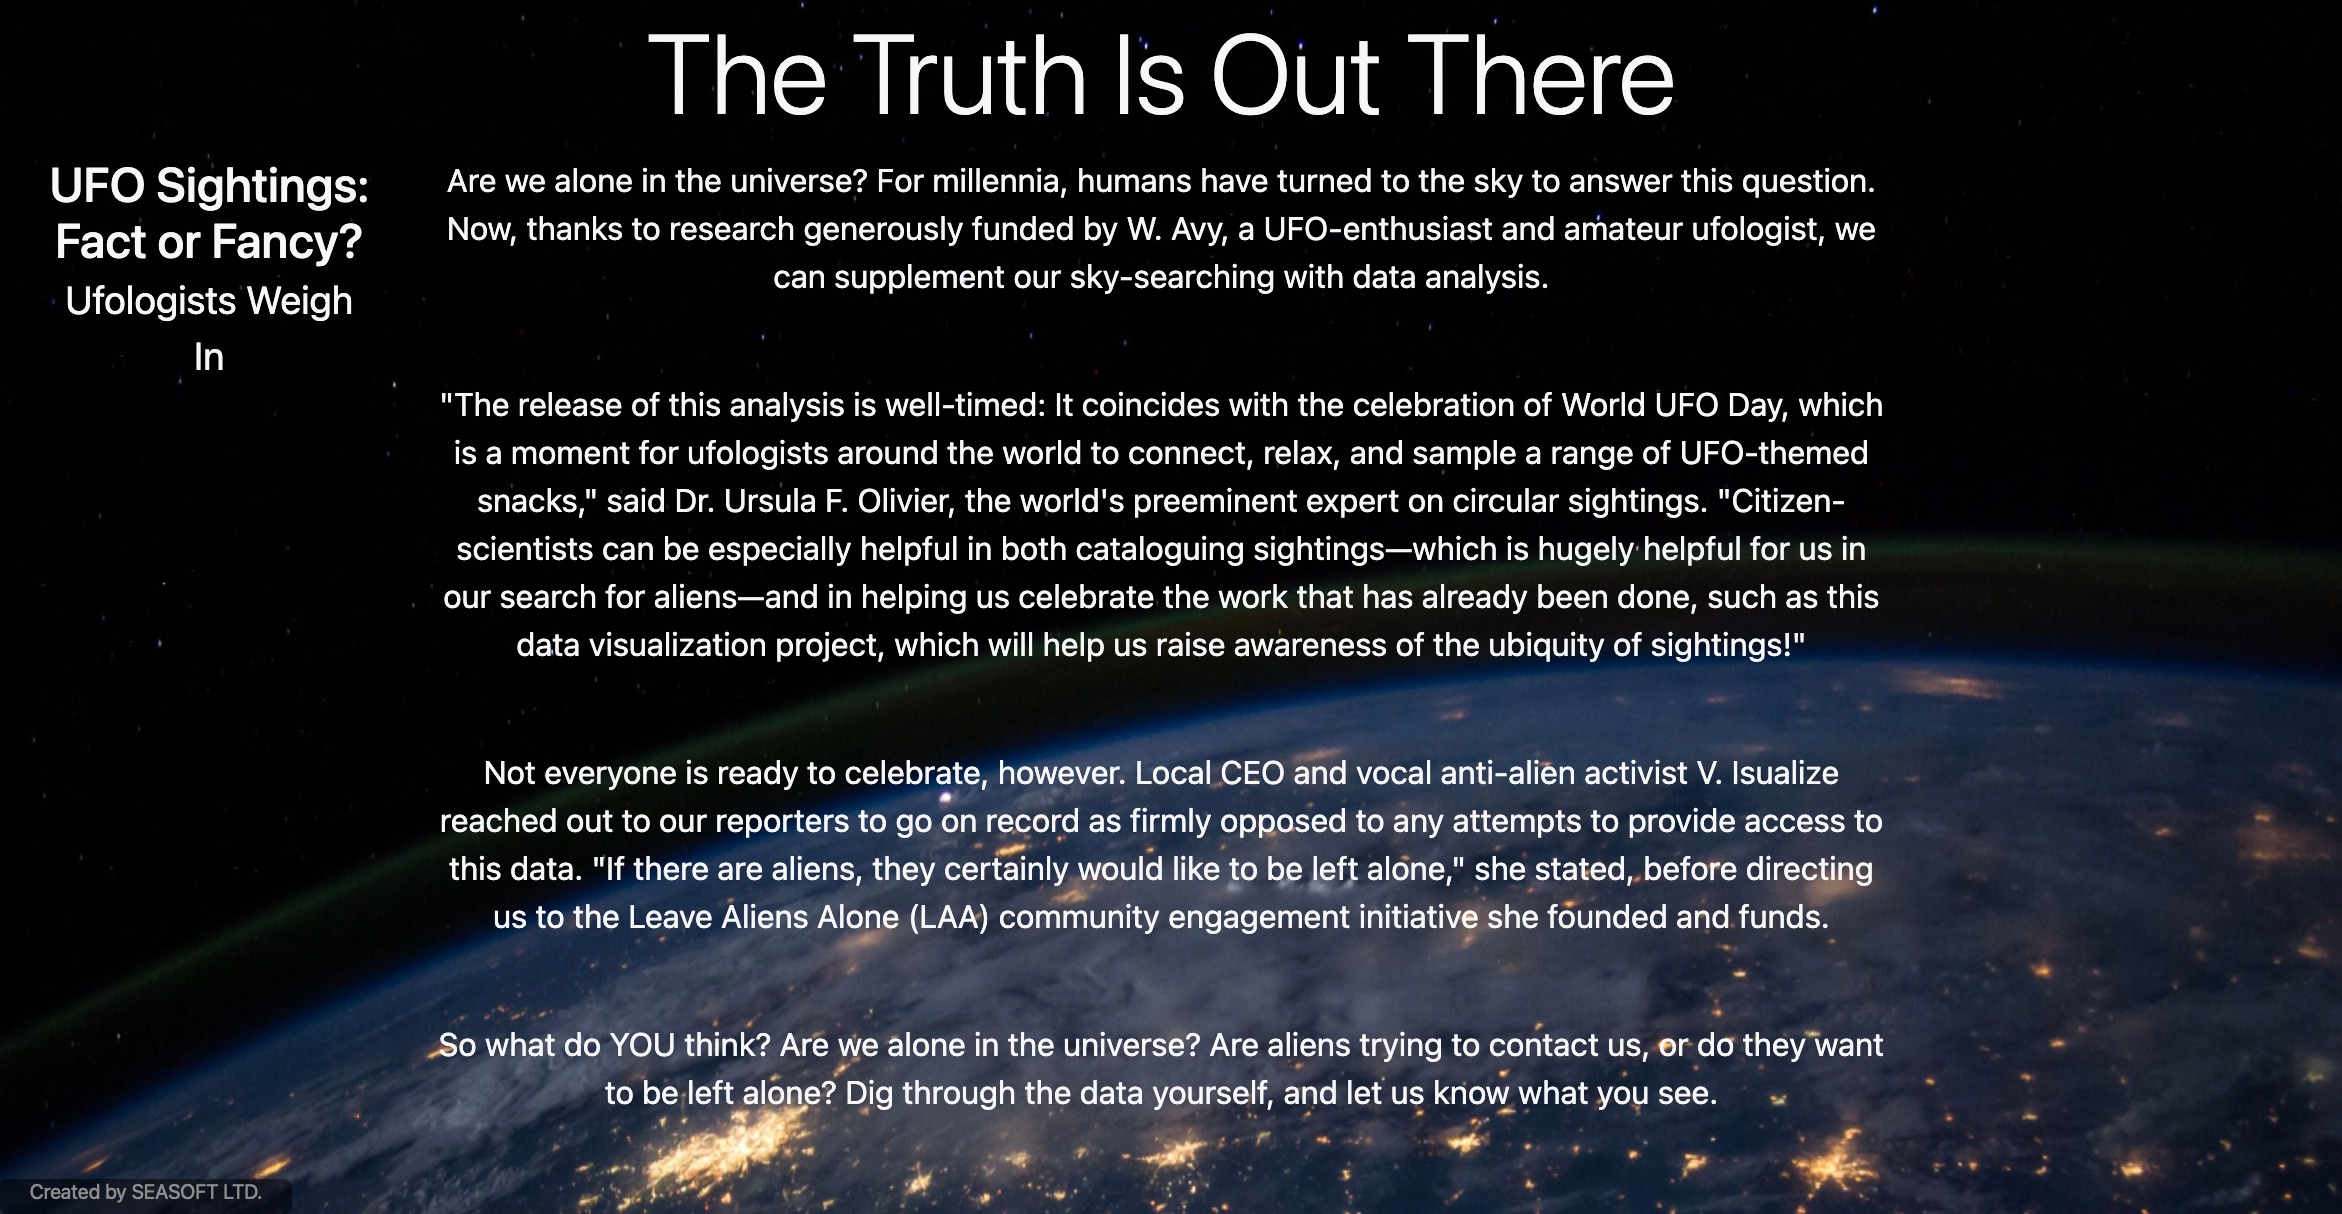 The Truth Is Out There
UFO Sightings:
Fact or Fancy?
Ufologists Weigh
In
Are we alone in the universe? For millennia, humans have turned to the sky to answer this question.
Now, thanks to research generously funded by W. Avy, a UFO-enthusiast and amateur ufologist, we
can supplement our sky-searching with data analysis.
"The release of this analysis is well-timed: It coincides with the celebration of World UFO Day, which
is a moment for ufologists around the world to connect, relax, and sample a range of UFO-themed
snacks," said Dr. Ursula F. Olivier, the world's preeminent expert on circular sightings. "Citizen-
scientists can be especially helpful in both cataloguing sightings—which is hugely helpful for us in
our search for aliens—and in helping us celebrate the work that has already been done, such as this
data visualization project, which will help us raise awareness of the ubiquity of sightings!"
Not everyone is ready to celebrate, however. Local CEO and vocal anti-alien activist V. Isualize
reached out to our reporters to go on record as firmly opposed to any attempts to provide access to
this data. "If there are aliens, they certainly would like to be left alone," she stated, before directing
us to the Leave Aliens Alone (LAA) community engagement initiative she founded and funds.
So what do YOU think? Are we alone in the universe? Are aliens trying to contact us, or do they want
to be left alone? Dig through the data yourself, and let us know what you see.
Created by SEASOFT LTD.